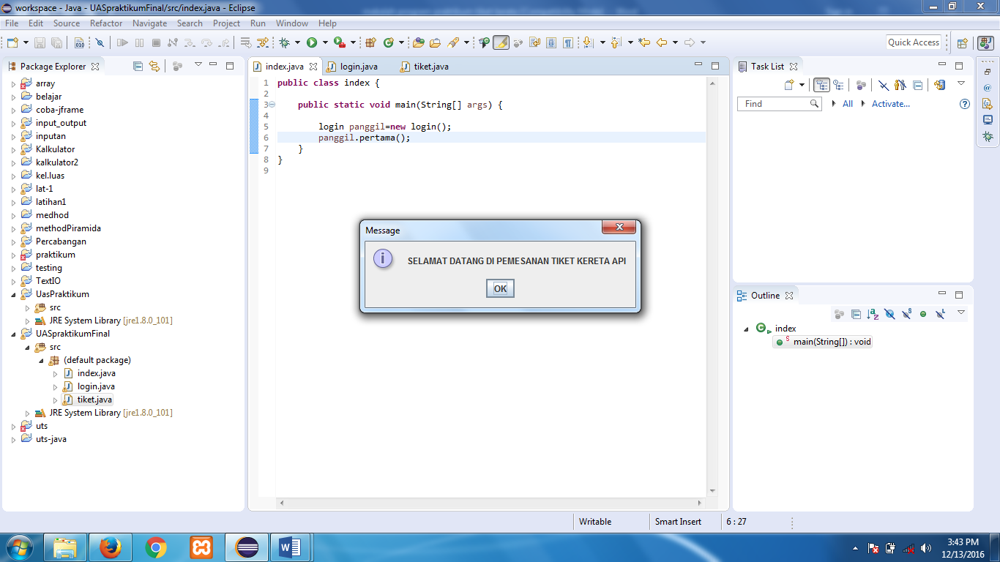 workspace - Java - UASpraktikumFinal/src/index.java - Eclipse
File Edit Source Refactor Navigate Search Project Run Window Help
Quick Access
Package Explorer
array
belajar
coba-jframe
input_output
inputan
Kalkulator
kalkulator2
kel.luas
lat-1
latihan1
medhod
methodPiramida
Percabangan
praktikum
testing
TextIO
UasPraktikum
src
JRE System Library [jre1.8.0_101]
UASpraktikumFinal
src
(default package)
index.java
login.java
tiket.java
JRE System Library [jre1.8.0_101]
uts
uts-java
index.java login.java tiket.java
1 public class index {
2
3 public static void main(String[] args) {
4
5 login panggil=new login();
6 panggil.pertama();
7 }
8 }
9
Message
SELAMAT DATANG DI PEMESANAN TIKET KERETA API
OK
Task List
Find All Activate...
Outline
index
main(String[]) : void
Writable Smart Insert 6 : 27
3:43 PM
12/13/2016